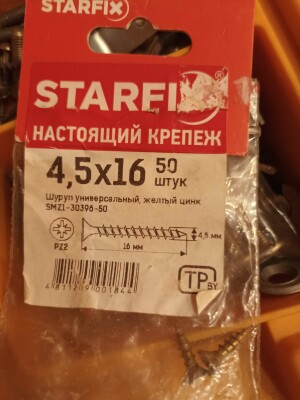 STARFIX
STARFIX
НАСТОЯЩИЙ КРЕПЕЖ
4,5x16 50 штук
Шуруп универсальный, желтый цинк
SMZ1-30396-50
PZ2
16 мм
4,5 мм
TP
BY
4811209001844